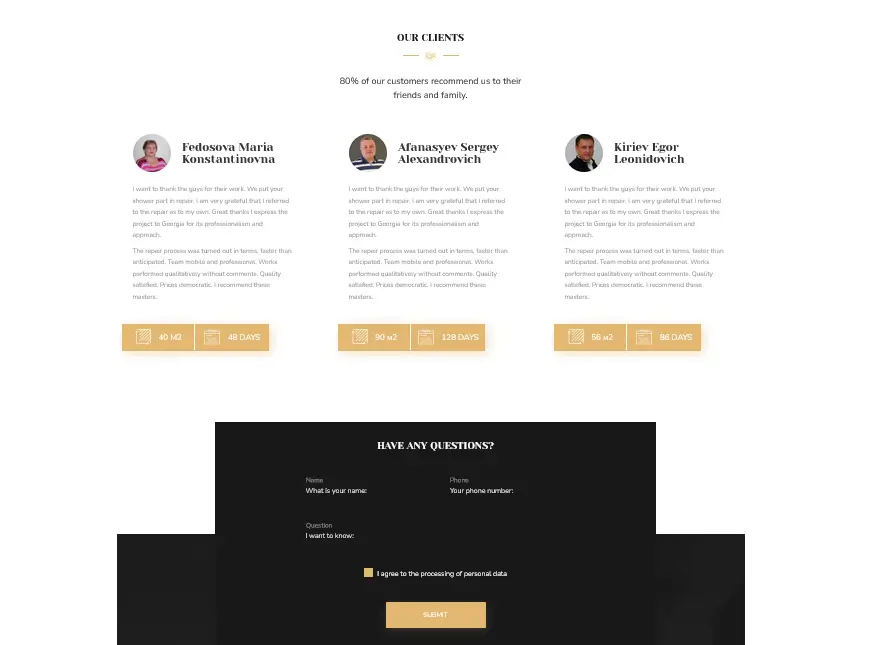 OUR CLIENTS
80% of our customers recommend us to their
friends and family.
Fedosova Maria
Konstantinovna
I want to thank the guys for their work. We put your
shower part in repair. I am very grateful that I referred
to the repair as to my own. Great thanks I express the
project to Georgia for its professionalism and
approach.
The repair process was turned out in terms, faster than
anticipated. Team mobile and professional. Works
performed qualitatively without comments. Quality
satisfied. Prices democratic. I recommend these
masters.
40 М2
48 DAYS
Afanasyev Sergey
Alexandrovich
I want to thank the guys for their work. We put your
shower part in repair. I am very grateful that I referred
to the repair as to my own. Great thanks I express the
project to Georgia for its professionalism and
approach.
The repair process was turned out in terms, faster than
anticipated. Team mobile and professional. Works
performed qualitatively without comments. Quality
satisfied. Prices democratic. I recommend these
masters.
90 м2
128 DAYS
Kiriev Egor
Leonidovich
I want to thank the guys for their work. We put your
shower part in repair. I am very grateful that I referred
to the repair as to my own. Great thanks I express the
project to Georgia for its professionalism and
approach.
The repair process was turned out in terms, faster than
anticipated. Team mobile and professional. Works
performed qualitatively without comments. Quality
satisfied. Prices democratic. I recommend these
masters.
56 м2
86 DAYS
HAVE ANY QUESTIONS?
Name
What is your name:
Phone
Your phone number:
Question
I want to know:
I agree to the processing of personal data
SUBMIT